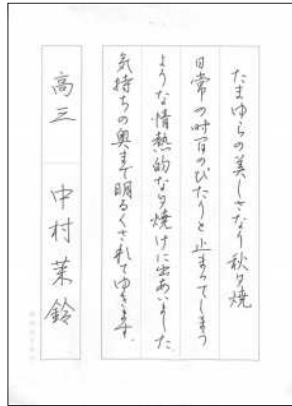 たまゆらの美しさなり秋夕焼
日常の時間のぴたりと止まってしまう
ような情熱的な夕焼けに出あいました。
気持ちの奥まで明るくされてゆきます。
高三　中村茉鈴